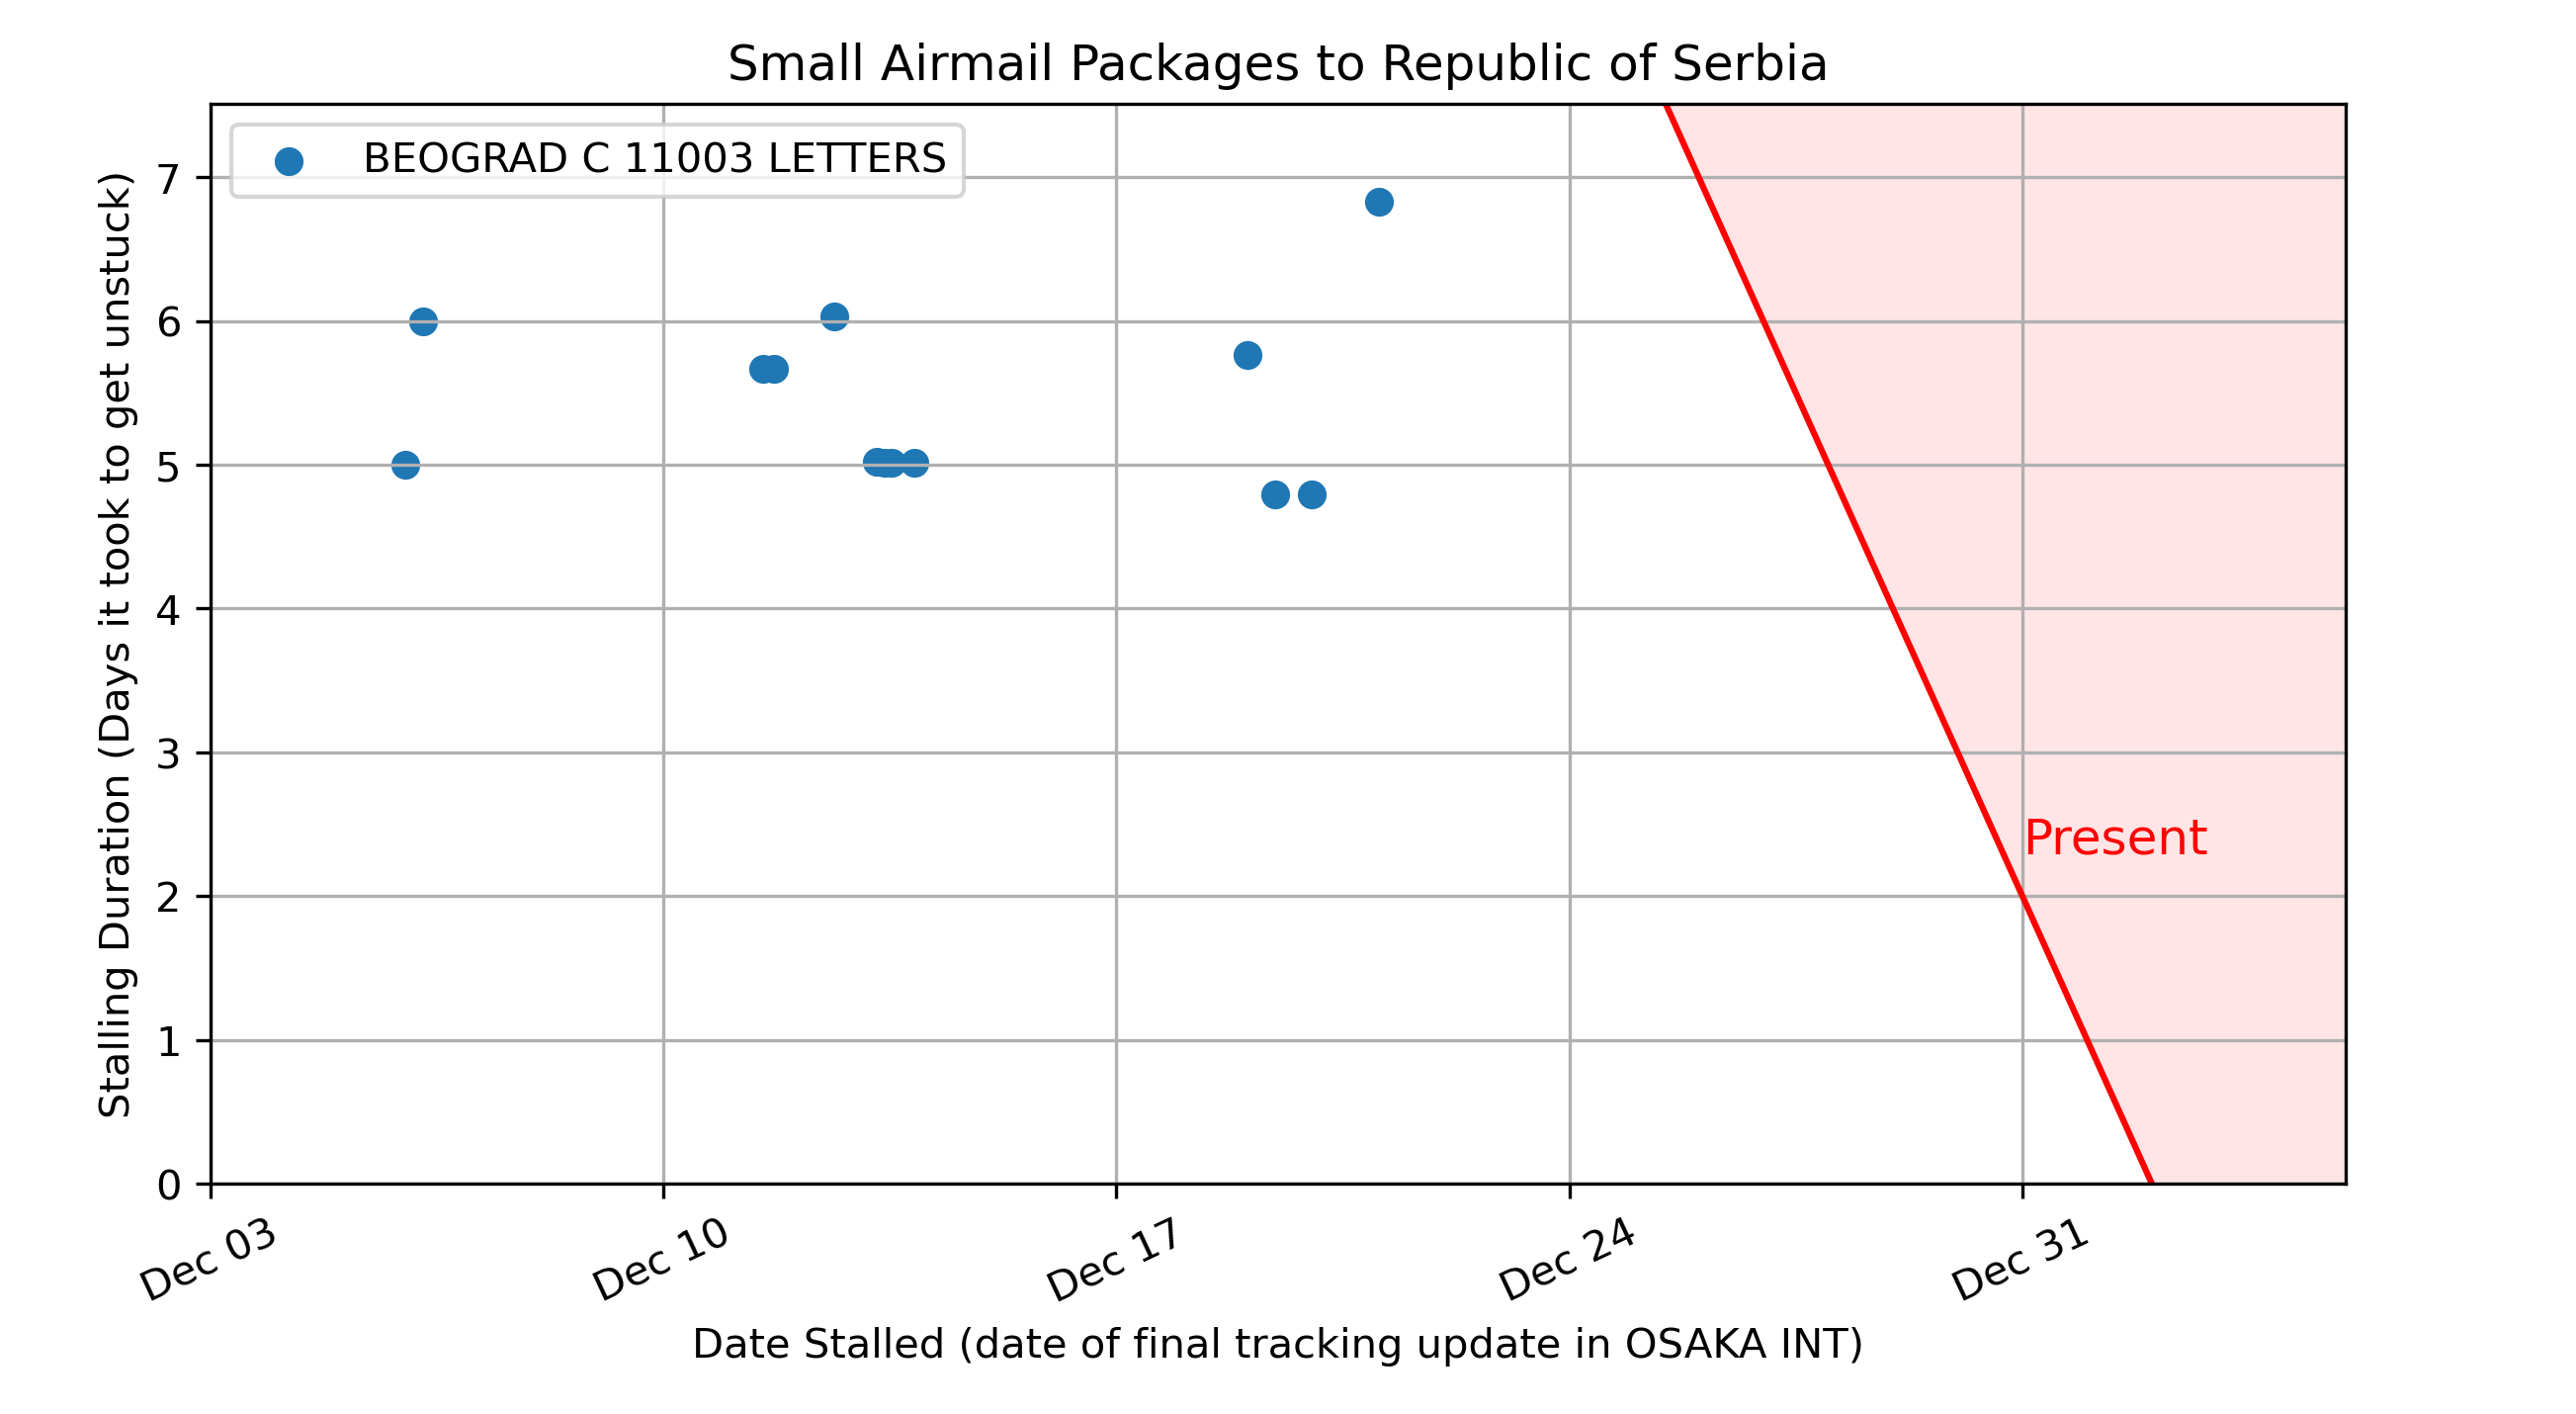 Small Airmail Packages to Republic of Serbia
BEOGRAD C 11003 LETTERS
Stalling Duration (Days it took to get unstuck)
7
6
5
4
3
2
1
0
Present
Dec 03
Dec 10
Dec 17
Dec 24
Dec 31
Date Stalled (date of final tracking update in OSAKA INT)